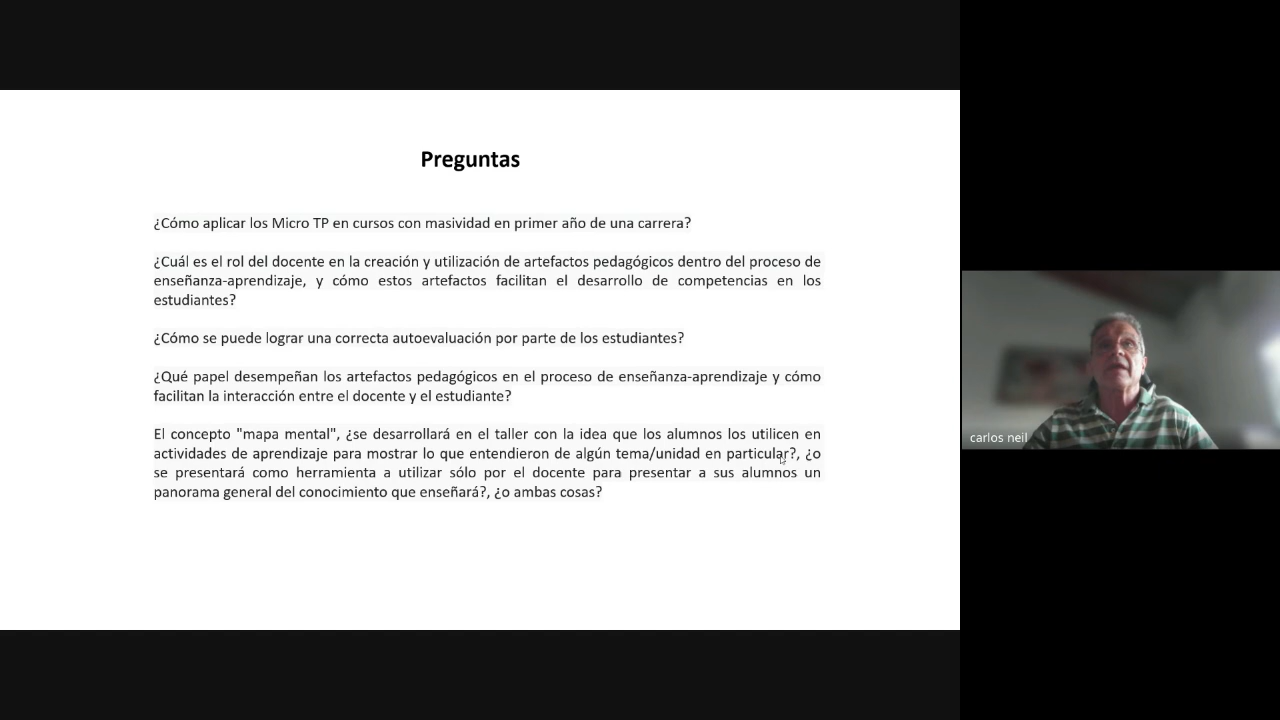 Preguntas
¿Cómo aplicar los Micro TP en cursos con masividad en primer año de una carrera?
¿Cuál es el rol del docente en la creación y utilización de artefactos pedagógicos dentro del proceso de
enseñanza-aprendizaje, y cómo estos artefactos facilitan el desarrollo de competencias en los
estudiantes?
¿Cómo se puede lograr una correcta autoevaluación por parte de los estudiantes?
¿Qué papel desempeñan los artefactos pedagógicos en el proceso de enseñanza-aprendizaje y cómo
facilitan la interacción entre el docente y el estudiante?
El concepto "mapa mental", ¿se desarrollará en el taller con la idea que los alumnos los utilicen en
actividades de aprendizaje para mostrar lo que entendieron de algún tema/unidad en particular?, ¿o
se presentará como herramienta a utilizar sólo por el docente para presentar a sus alumnos un
panorama general del conocimiento que enseñará?, ¿o ambas cosas?
carlos neil